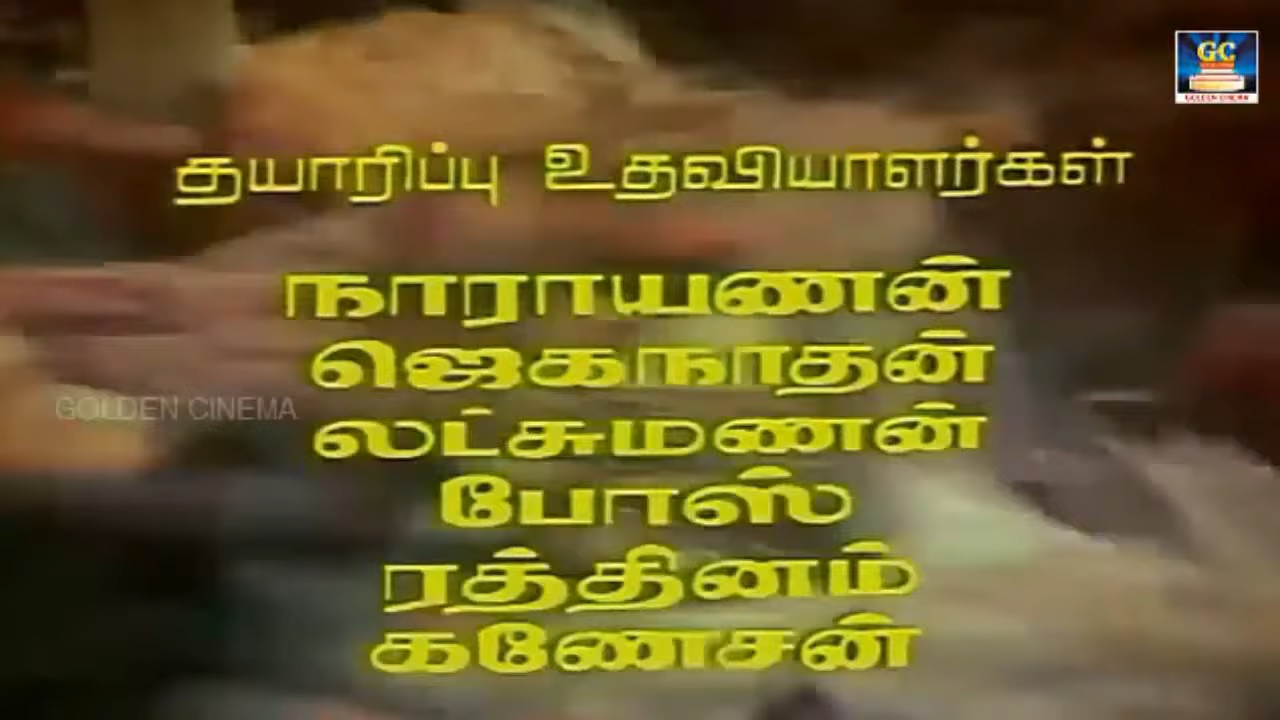 GC
GOLDEN CINEMA
தயாரிப்பு உதவியாளர்கள்
நாராயணன்
ஜெகநாதன்
GOLDEN CINEMA
லட்சுமணன்
போஸ்
ரத்தினம்
கணேசன்